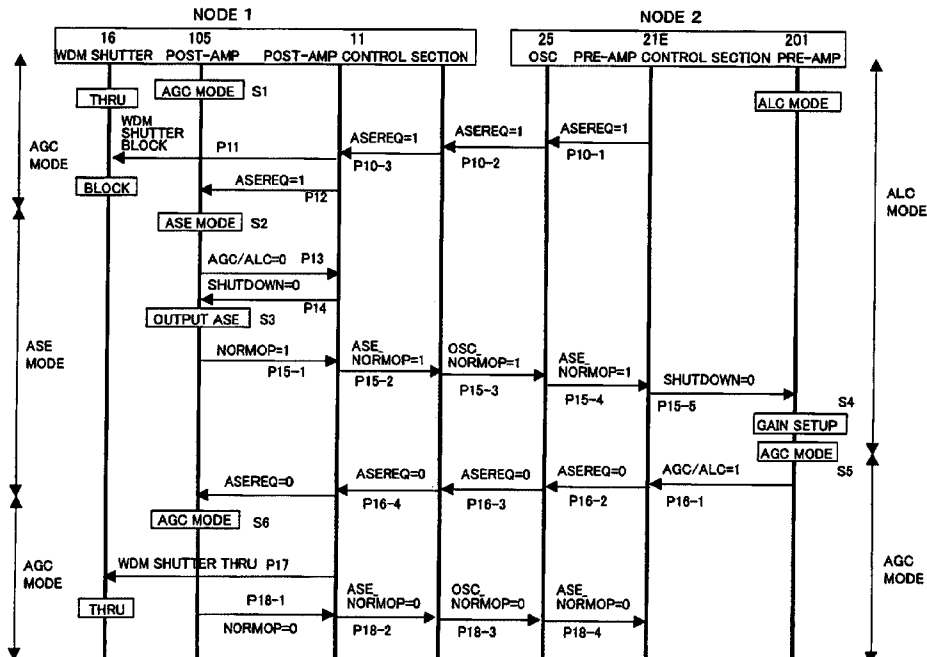 NODE 1
NODE 2
16
105
11
25
21E
201
WDM SHUTTER
POST-AMP
POST-AMP CONTROL SECTION
OSC
PRE-AMP CONTROL SECTION
PRE-AMP
THRU
AGC MODE
S1
ALC MODE
WDM
SHUTTER
BLOCK
P11
ASEREQ=1
P10-3
ASEREQ=1
P10-2
ASEREQ=1
P10-1
AGC
MODE
BLOCK
ASEREQ=1
P12
ALC
MODE
ASE MODE
S2
AGC/ALC=0
P13
SHUTDOWN=0
P14
OUTPUT ASE
S3
ASE
MODE
NORMOP=1
P15-1
ASE_
NORMOP=1
P15-2
OSC_
NORMOP=1
P15-3
ASE_
NORMOP=1
P15-4
SHUTDOWN=0
P15-5
S4
GAIN SETUP
AGC MODE
S5
ASEREQ=0
ASEREQ=0
P16-4
ASEREQ=0
P16-3
ASEREQ=0
P16-2
AGC/ALC=1
P16-1
AGC MODE
S6
AGC
MODE
WDM SHUTTER THRU
P17
AGC
MODE
THRU
P18-1
NORMOP=0
ASE_
NORMOP=0
P18-2
OSC_
NORMOP=0
P18-3
ASE_
NORMOP=0
P18-4